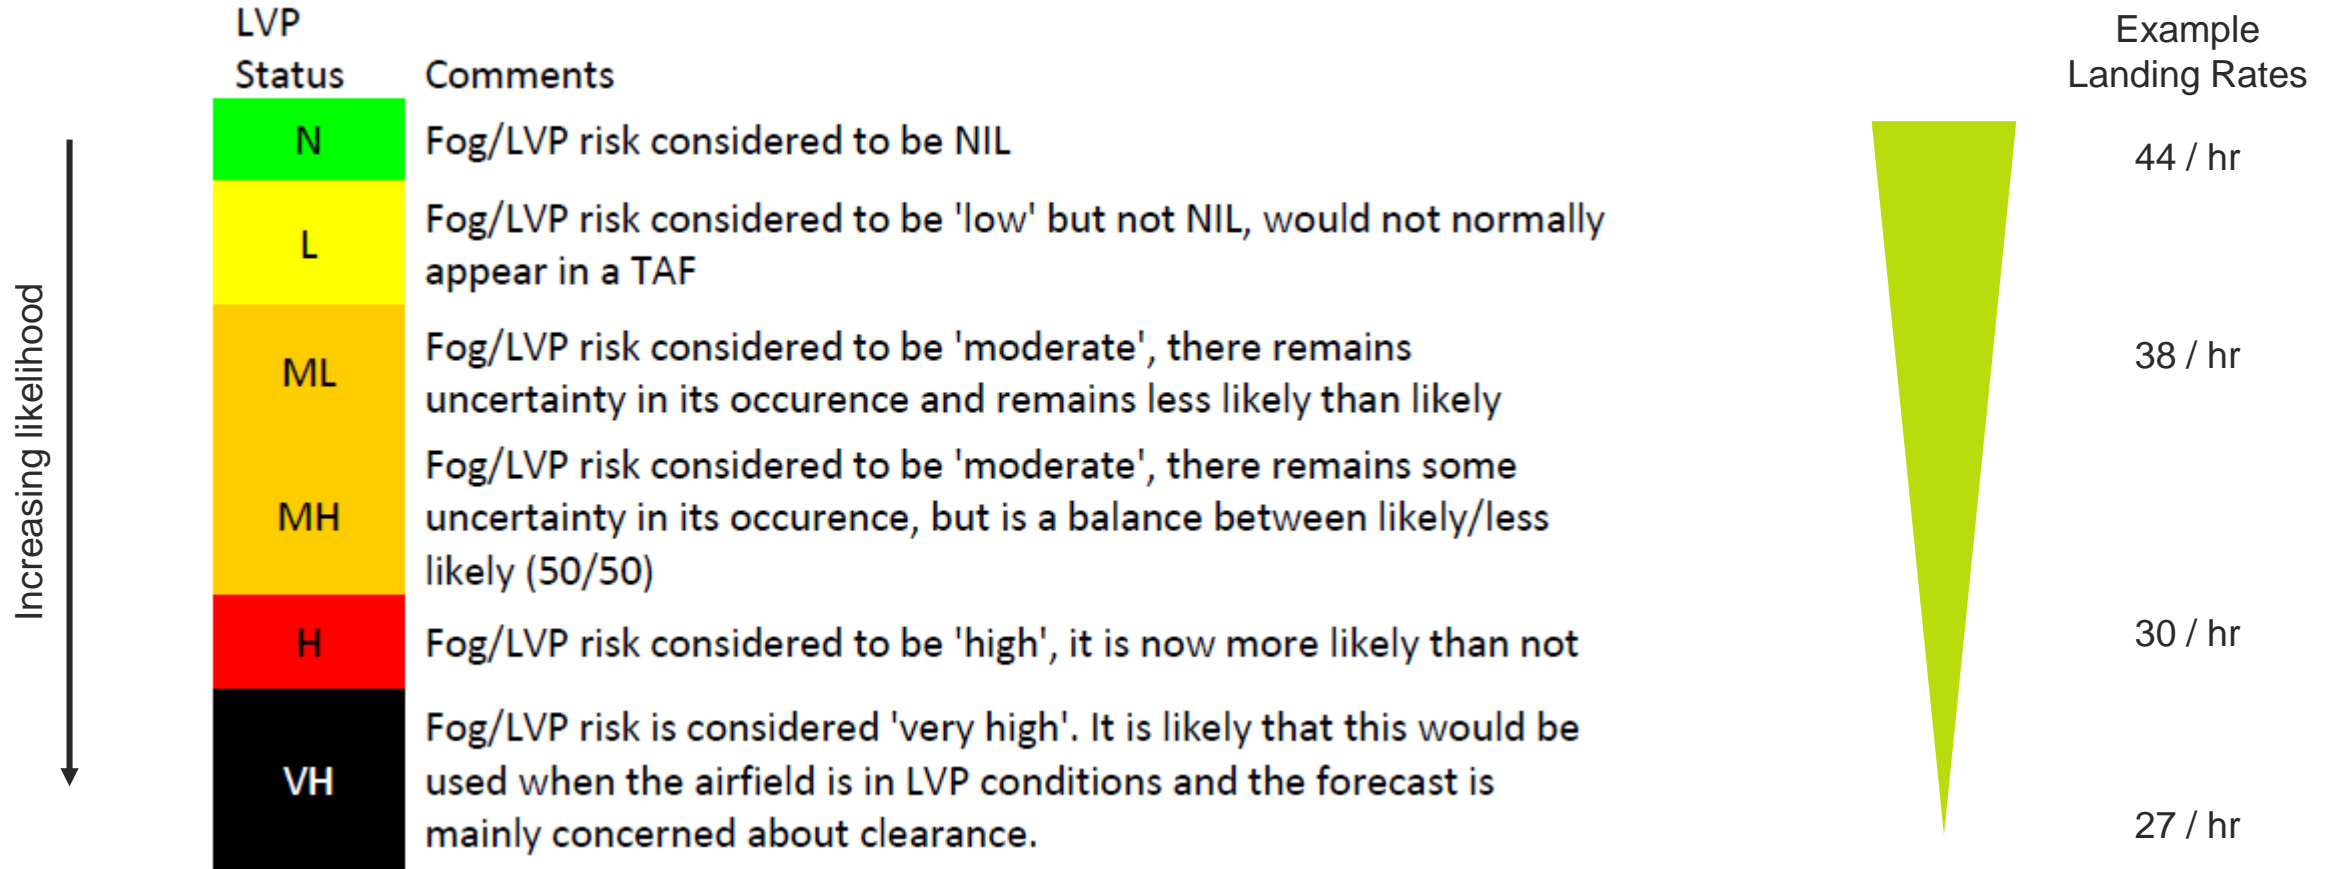 LVP
Status
Comments
Example
Landing Rates
Increasing likelihood
N
Fog/LVP risk considered to be NIL
44 / hr
L
Fog/LVP risk considered to be 'low' but not NIL, would not normally
appear in a TAF
ML
Fog/LVP risk considered to be 'moderate', there remains
uncertainty in its occurence and remains less likely than likely
38 / hr
MH
Fog/LVP risk considered to be 'moderate', there remains some
uncertainty in its occurence, but is a balance between likely/less
likely (50/50)
H
Fog/LVP risk considered to be 'high', it is now more likely than not
30 / hr
VH
Fog/LVP risk is considered 'very high'. It is likely that this would be
used when the airfield is in LVP conditions and the forecast is
mainly concerned about clearance.
27 / hr